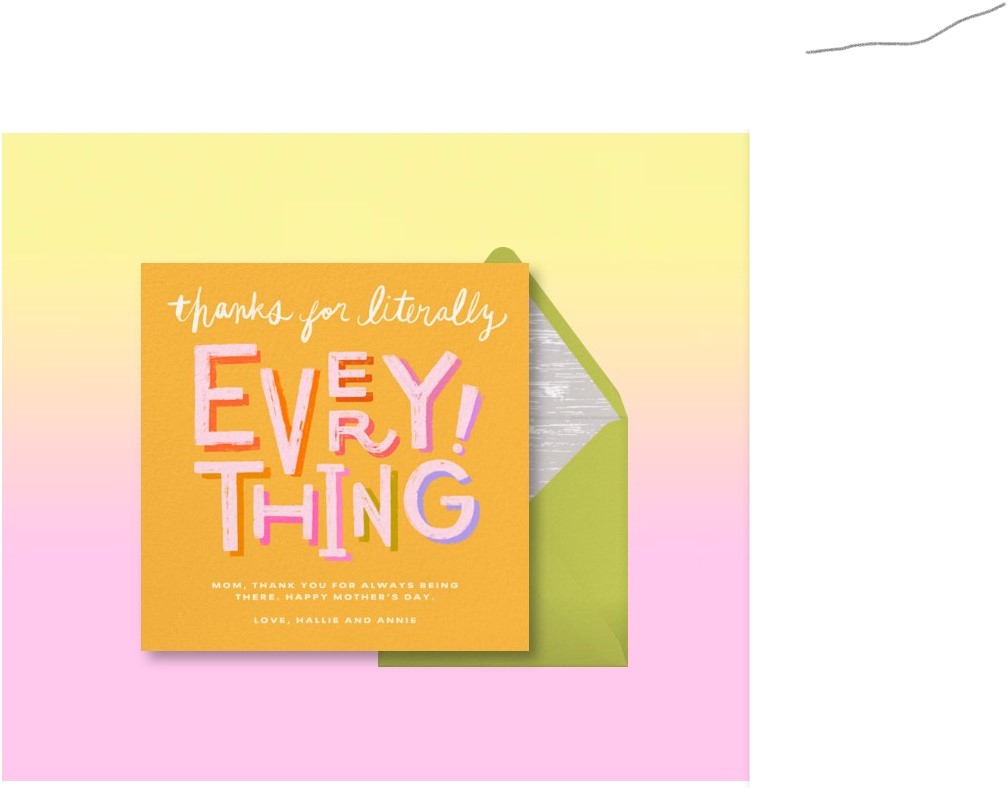 thanks for literally
EVERY!
THING
MOM, THANK YOU FOR ALWAYS BEING
THERE. HAPPY MOTHER'S DAY.
LOVE, HALLIE AND ANNIE